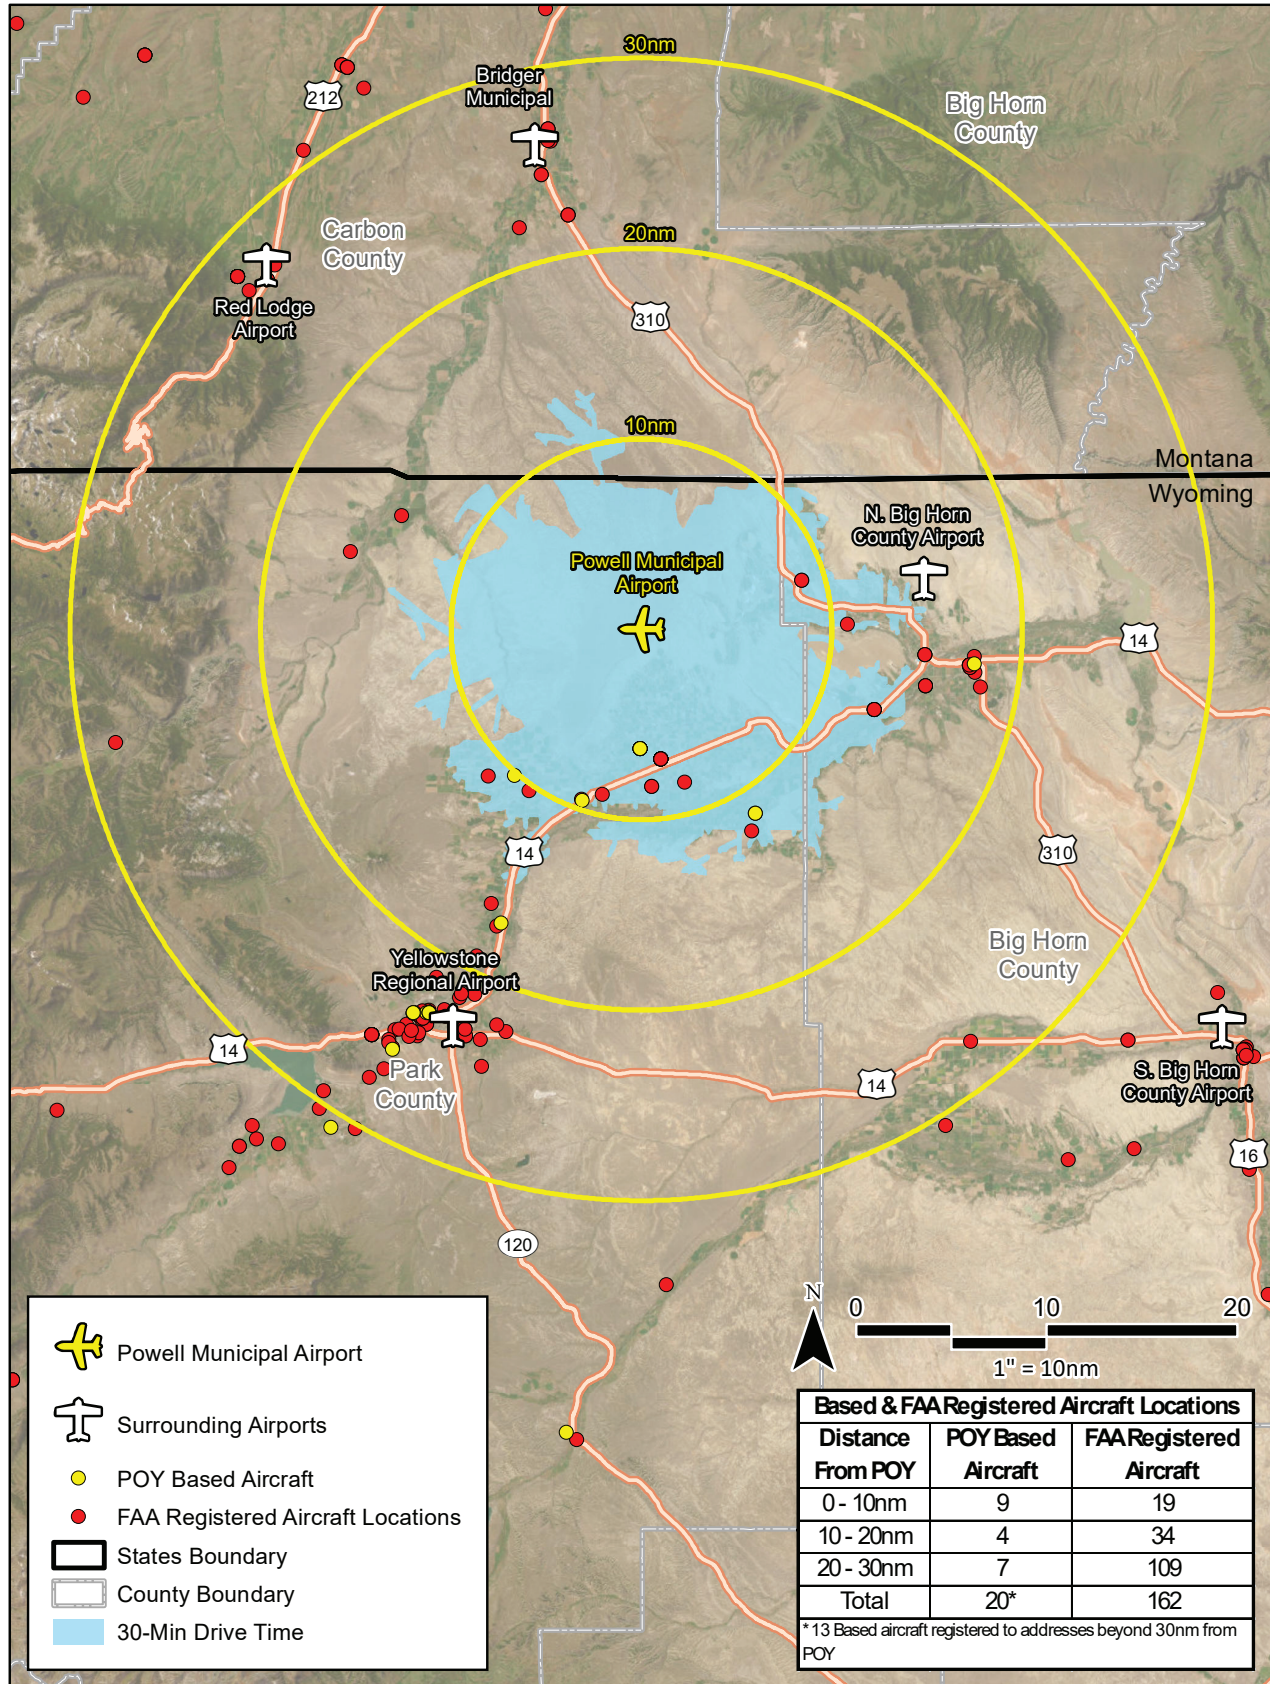 30nm
Bridger
Municipal
212
Big Horn
County
Carbon
County
20nm
Red Lodge
Airport
310
10nm
Montana
Wyoming
N. Big Horn
County Airport
Powell Municipal
Airport
14
14
310
Big Horn
County
Yellowstone
Regional Airport
14
Park
County
14
S. Big Horn
County Airport
16
120
N
0 10 20
1" = 10nm
Powell Municipal Airport
Surrounding Airports
POY Based Aircraft
FAA Registered Aircraft Locations
States Boundary
County Boundary
30-Min Drive Time
Based & FAA Registered Aircraft Locations
Distance From POY POY Based Aircraft FAA Registered Aircraft
0 - 10nm 9 19
10 - 20nm 4 34
20 - 30nm 7 109
Total 20* 162
* 13 Based aircraft registered to addresses beyond 30nm from
POY